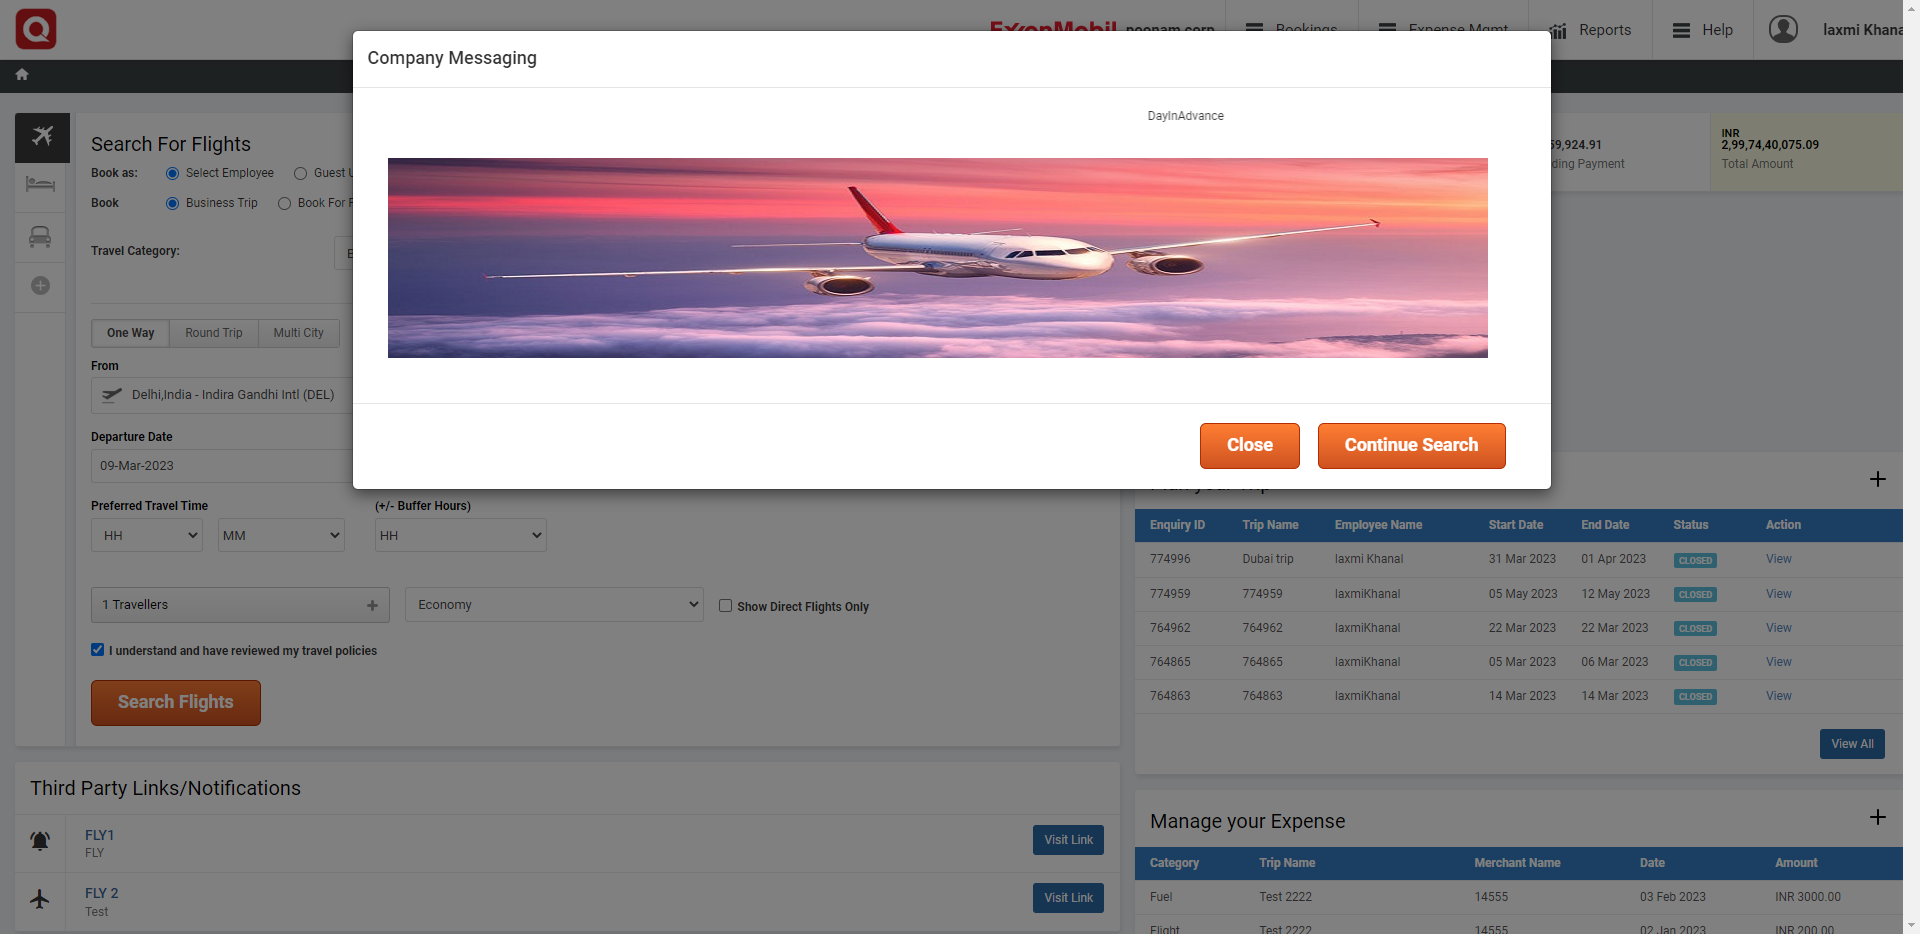 ExxonMobil poonam corp Bookings Expense Mgmt Reports Help laxmi Khana
Company Messaging
DayInAdvance
Close Continue Search
Search For Flights
Book as: Select Employee Guest
Book Business Trip Book For
Travel Category:
One Way Round Trip Multi City
From
Delhi,India - Indira Gandhi Intl (DEL)
Departure Date
09-Mar-2023
Preferred Travel Time (+/- Buffer Hours)
HH MM HH
1 Travellers Economy Show Direct Flights Only
I understand and have reviewed my travel policies
Search Flights
59,924.91
ding Payment
INR
2,99,74,40,075.09
Total Amount
Enquiry ID Trip Name Employee Name Start Date End Date Status Action
774996 Dubai trip laxmi Khanal 31 Mar 2023 01 Apr 2023 CLOSED View
774959 774959 laxmiKhanal 05 May 2023 12 May 2023 CLOSED View
764962 764962 laxmiKhanal 22 Mar 2023 22 Mar 2023 CLOSED View
764865 764865 laxmiKhanal 05 Mar 2023 06 Mar 2023 CLOSED View
764863 764863 laxmiKhanal 14 Mar 2023 14 Mar 2023 CLOSED View
View All
Third Party Links/Notifications
FLY1
FLY
Visit Link
FLY 2
Test
Visit Link
Manage your Expense
Category Trip Name Merchant Name Date Amount
Fuel Test 2222 14555 03 Feb 2023 INR 3000.00
Flight Test 2222 14555 02 Jan 2023 INR 200.00